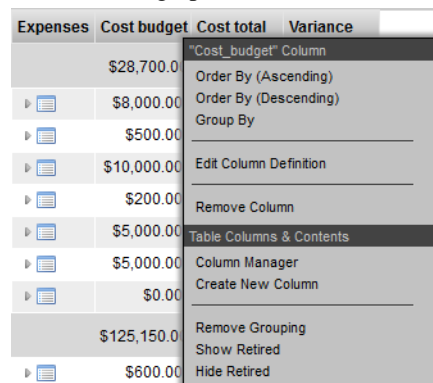 Expenses Cost budget Cost total Variance
"Cost_budget" Column
$28,700.0
Order By (Ascending)
$8,000.00
Order By (Descending)
$500.00
Group By
$10,000.00
Edit Column Definition
$200.00
Remove Column
$5,000.00
Table Columns & Contents
$5,000.00
Column Manager
$0.00
Create New Column
$125,150.0
Remove Grouping
Show Retired
$600.00
Hide Retired